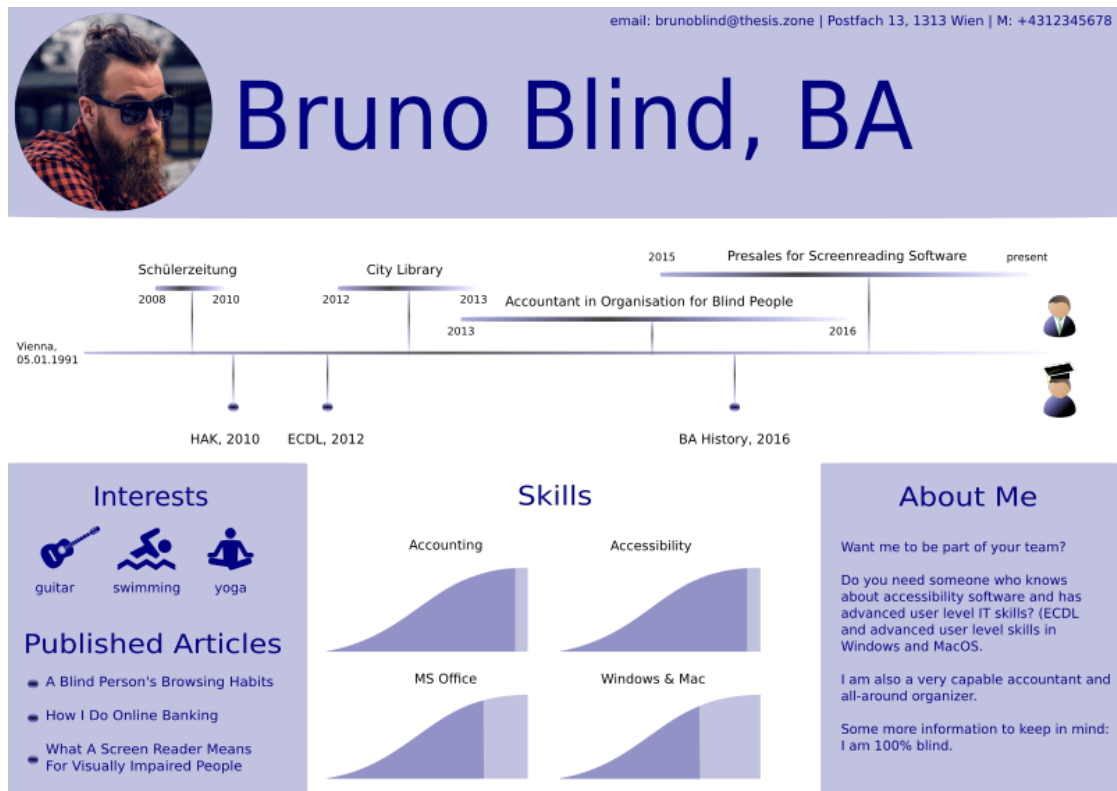 email: brunoblind@thesis.zone | Postfach 13, 1313 Wien | M: +4312345678
Bruno Blind, BA
Schülerzeitung
2008 2010
City Library
2012 2013
2015 Presales for Screenreading Software present
Accountant in Organisation for Blind People
2013 2016
Vienna,
05.01.1991
HAK, 2010
ECDL, 2012
BA History, 2016
Interests
guitar swimming yoga
Published Articles
A Blind Person's Browsing Habits
How I Do Online Banking
What A Screen Reader Means
For Visually Impaired People
Skills
Accounting Accessibility
MS Office Windows & Mac
About Me
Want me to be part of your team?
Do you need someone who knows
about accessibility software and has
advanced user level IT skills? (ECDL
and advanced user level skills in
Windows and MacOS.
I am also a very capable accountant and
all-around organizer.
Some more information to keep in mind:
I am 100% blind.